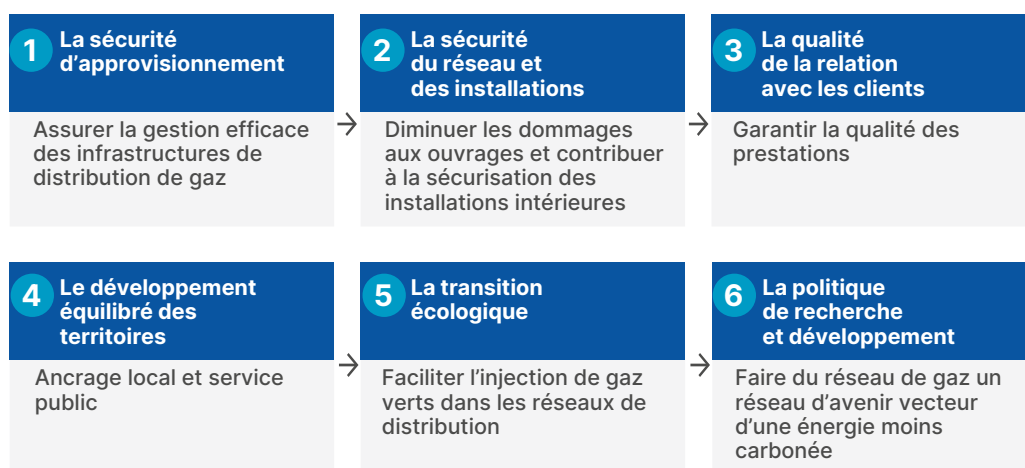 1
La sécurité
d’approvisionnement
Assurer la gestion efficace
des infrastructures de
distribution de gaz
2
La sécurité
du réseau et
des installations
Diminuer les dommages
aux ouvrages et contribuer
à la sécurisation des
installations intérieures
3
La qualité
de la relation
avec les clients
Garantir la qualité des
prestations
4
Le développement
équilibré des
territoires
Ancrage local et service
public
5
La transition
écologique
Faciliter l’injection de gaz
verts dans les réseaux de
distribution
6
La politique
de recherche
et développement
Faire du réseau de gaz un
réseau d’avenir vecteur
d’une énergie moins
carbonée